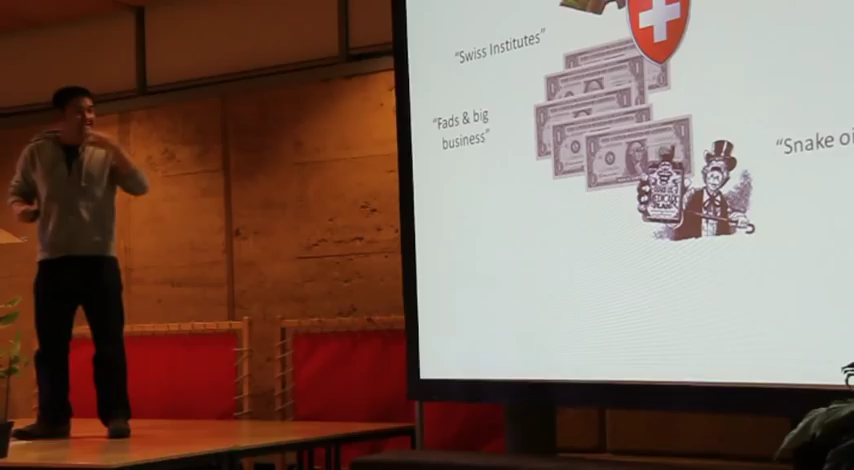 "Swiss Institutes"
"Fads & big
business"
"Snake oi